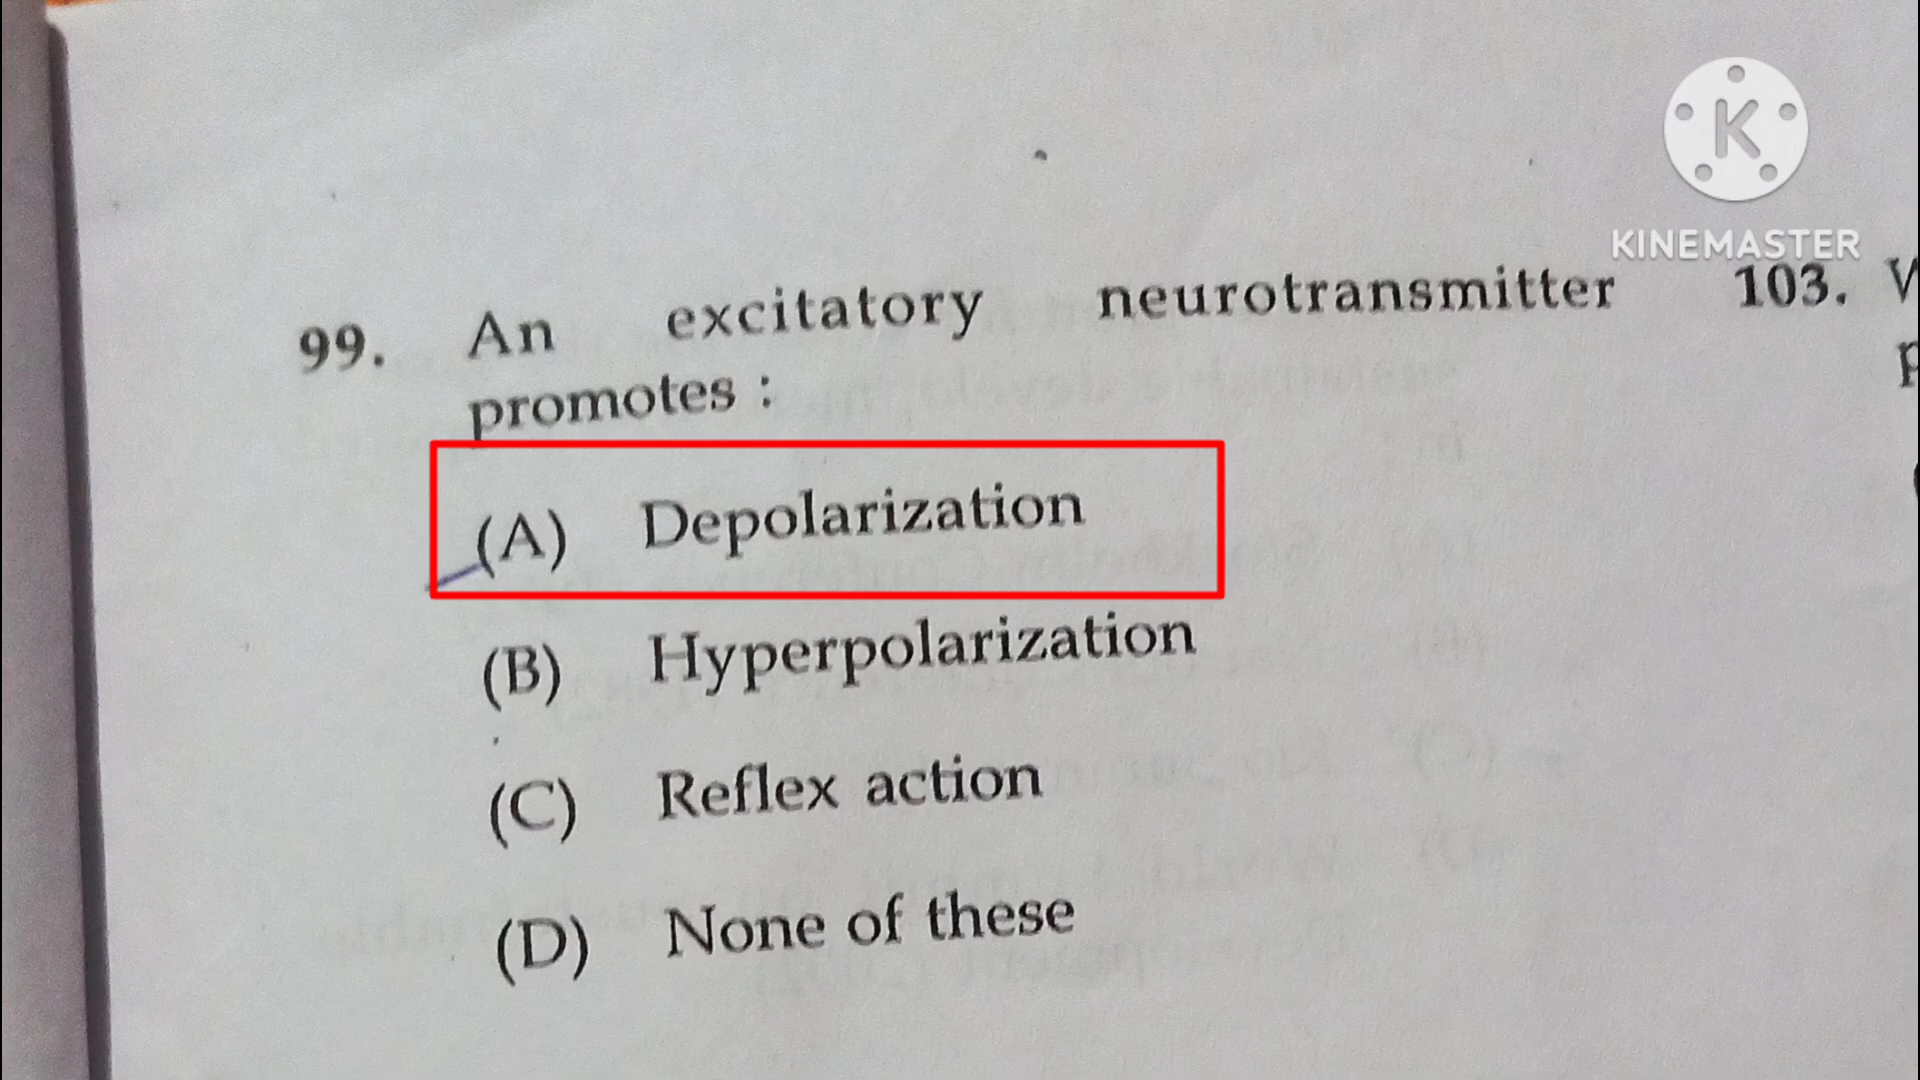 KINEMASTER
99. An excitatory neurotransmitter
promotes :
(A) Depolarization
(B) Hyperpolarization
(C) Reflex action
(D) None of these
103.